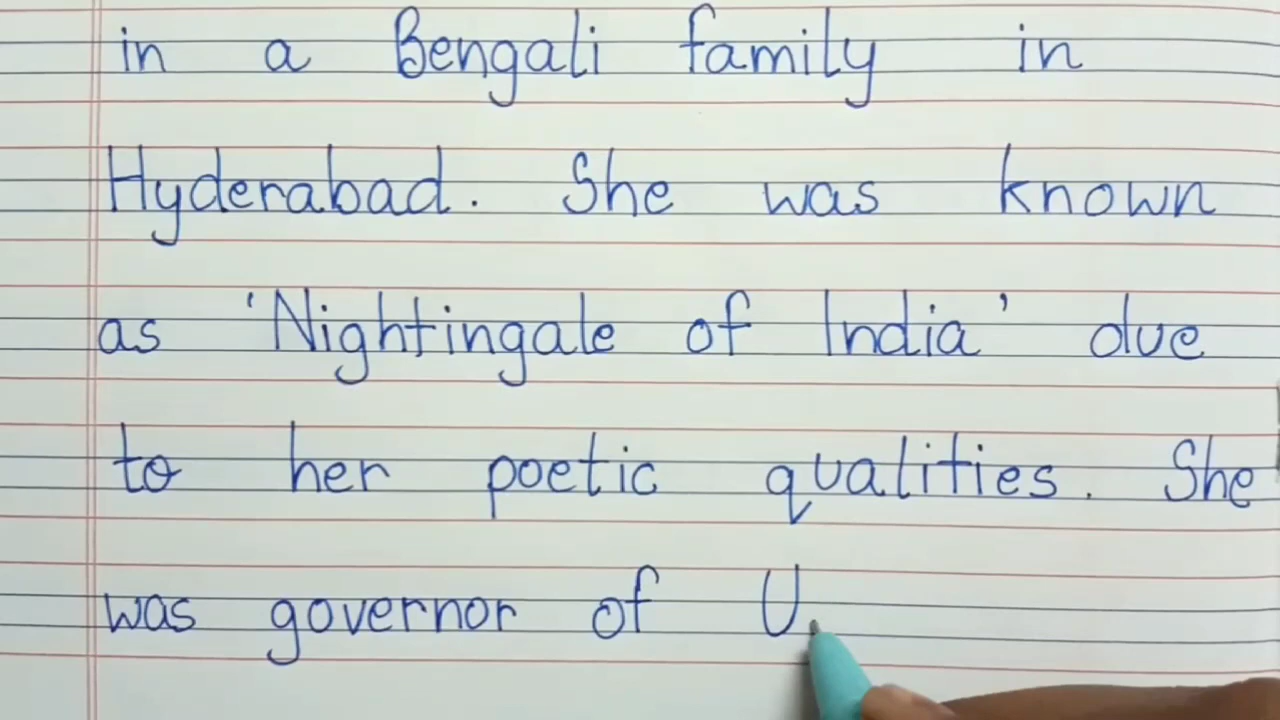 in a Bengali family in
Hyderabad. She was known
as 'Nightingale of India' due
to her poetic qualities. She
was governor of U.